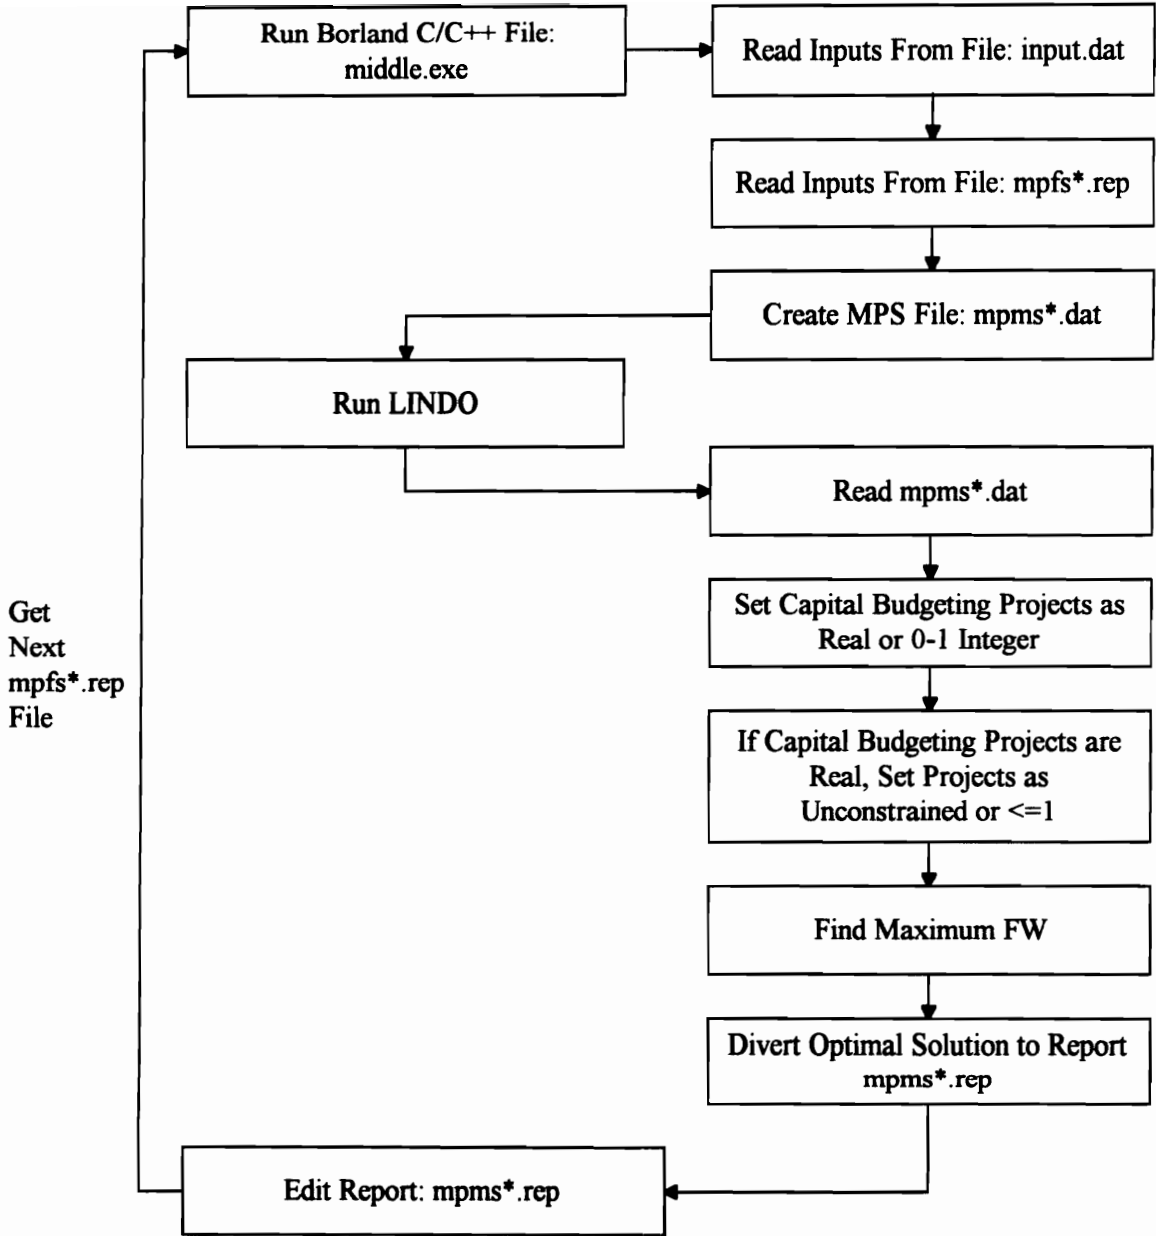 Run Borland C/C++ File:
middle.exe
Read Inputs From File: input.dat
Read Inputs From File: mpfs*.rep
Create MPS File: mpms*.dat
Run LINDO
Read mpms*.dat
Set Capital Budgeting Projects as
Real or 0-1 Integer
If Capital Budgeting Projects are
Real, Set Projects as
Unconstrained or <=1
Find Maximum FW
Divert Optimal Solution to Report
mpms*.rep
Edit Report: mpms*.rep
Get
Next
mpfs*.rep
File